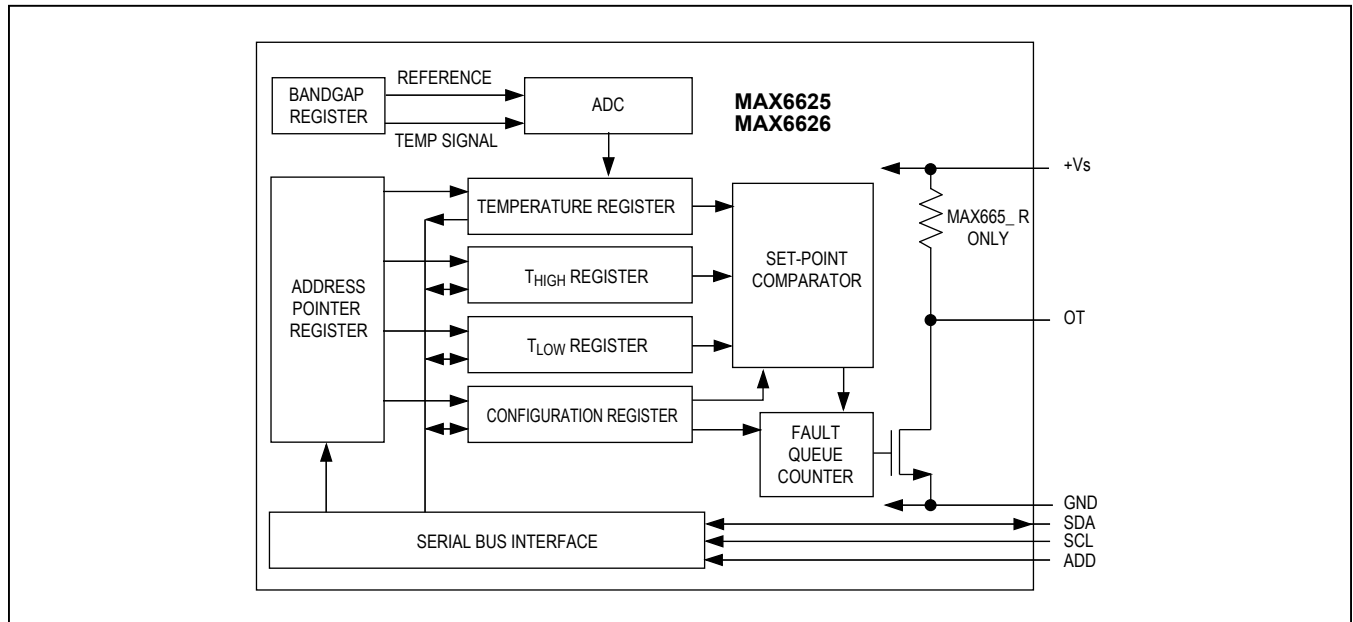 REFERENCE
BANDGAP
REGISTER
ADC
MAX6625
MAX6626
TEMP SIGNAL
+Vs
TEMPERATURE REGISTER
MAX665_ R
ONLY
SET-POINT
COMPARATOR
THIGH REGISTER
ADDRESS
POINTER
REGISTER
OT
TLOW REGISTER
CONFIGURATION REGISTER
FAULT
QUEUE
COUNTER
GND
SDA
SERIAL BUS INTERFACE
SCL
ADD